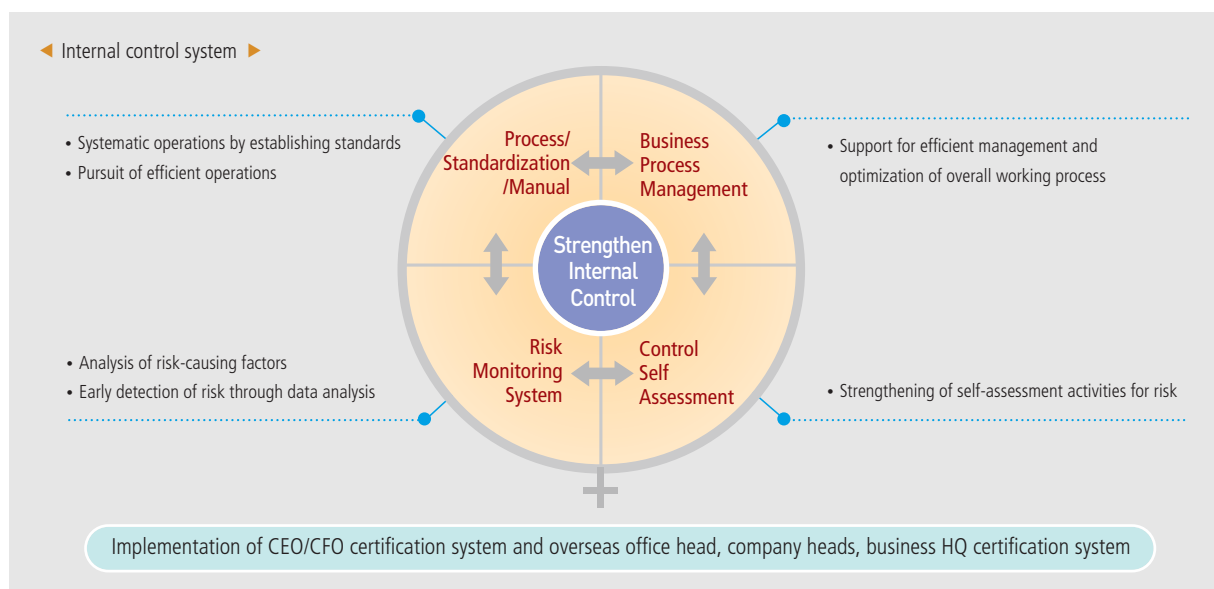 Internal control system
• Systematic operations by establishing standards
• Pursuit of efficient operations
Process/
Standardization
/Manual
Business
Process
Management
• Support for efficient management and
optimization of overall working process
Strengthen
Internal
Control
• Analysis of risk-causing factors
• Early detection of risk through data analysis
Risk
Monitoring
System
Control
Self
Assessment
• Strengthening of self-assessment activities for risk
Implementation of CEO/CFO certification system and overseas office head, company heads, business HQ certification system